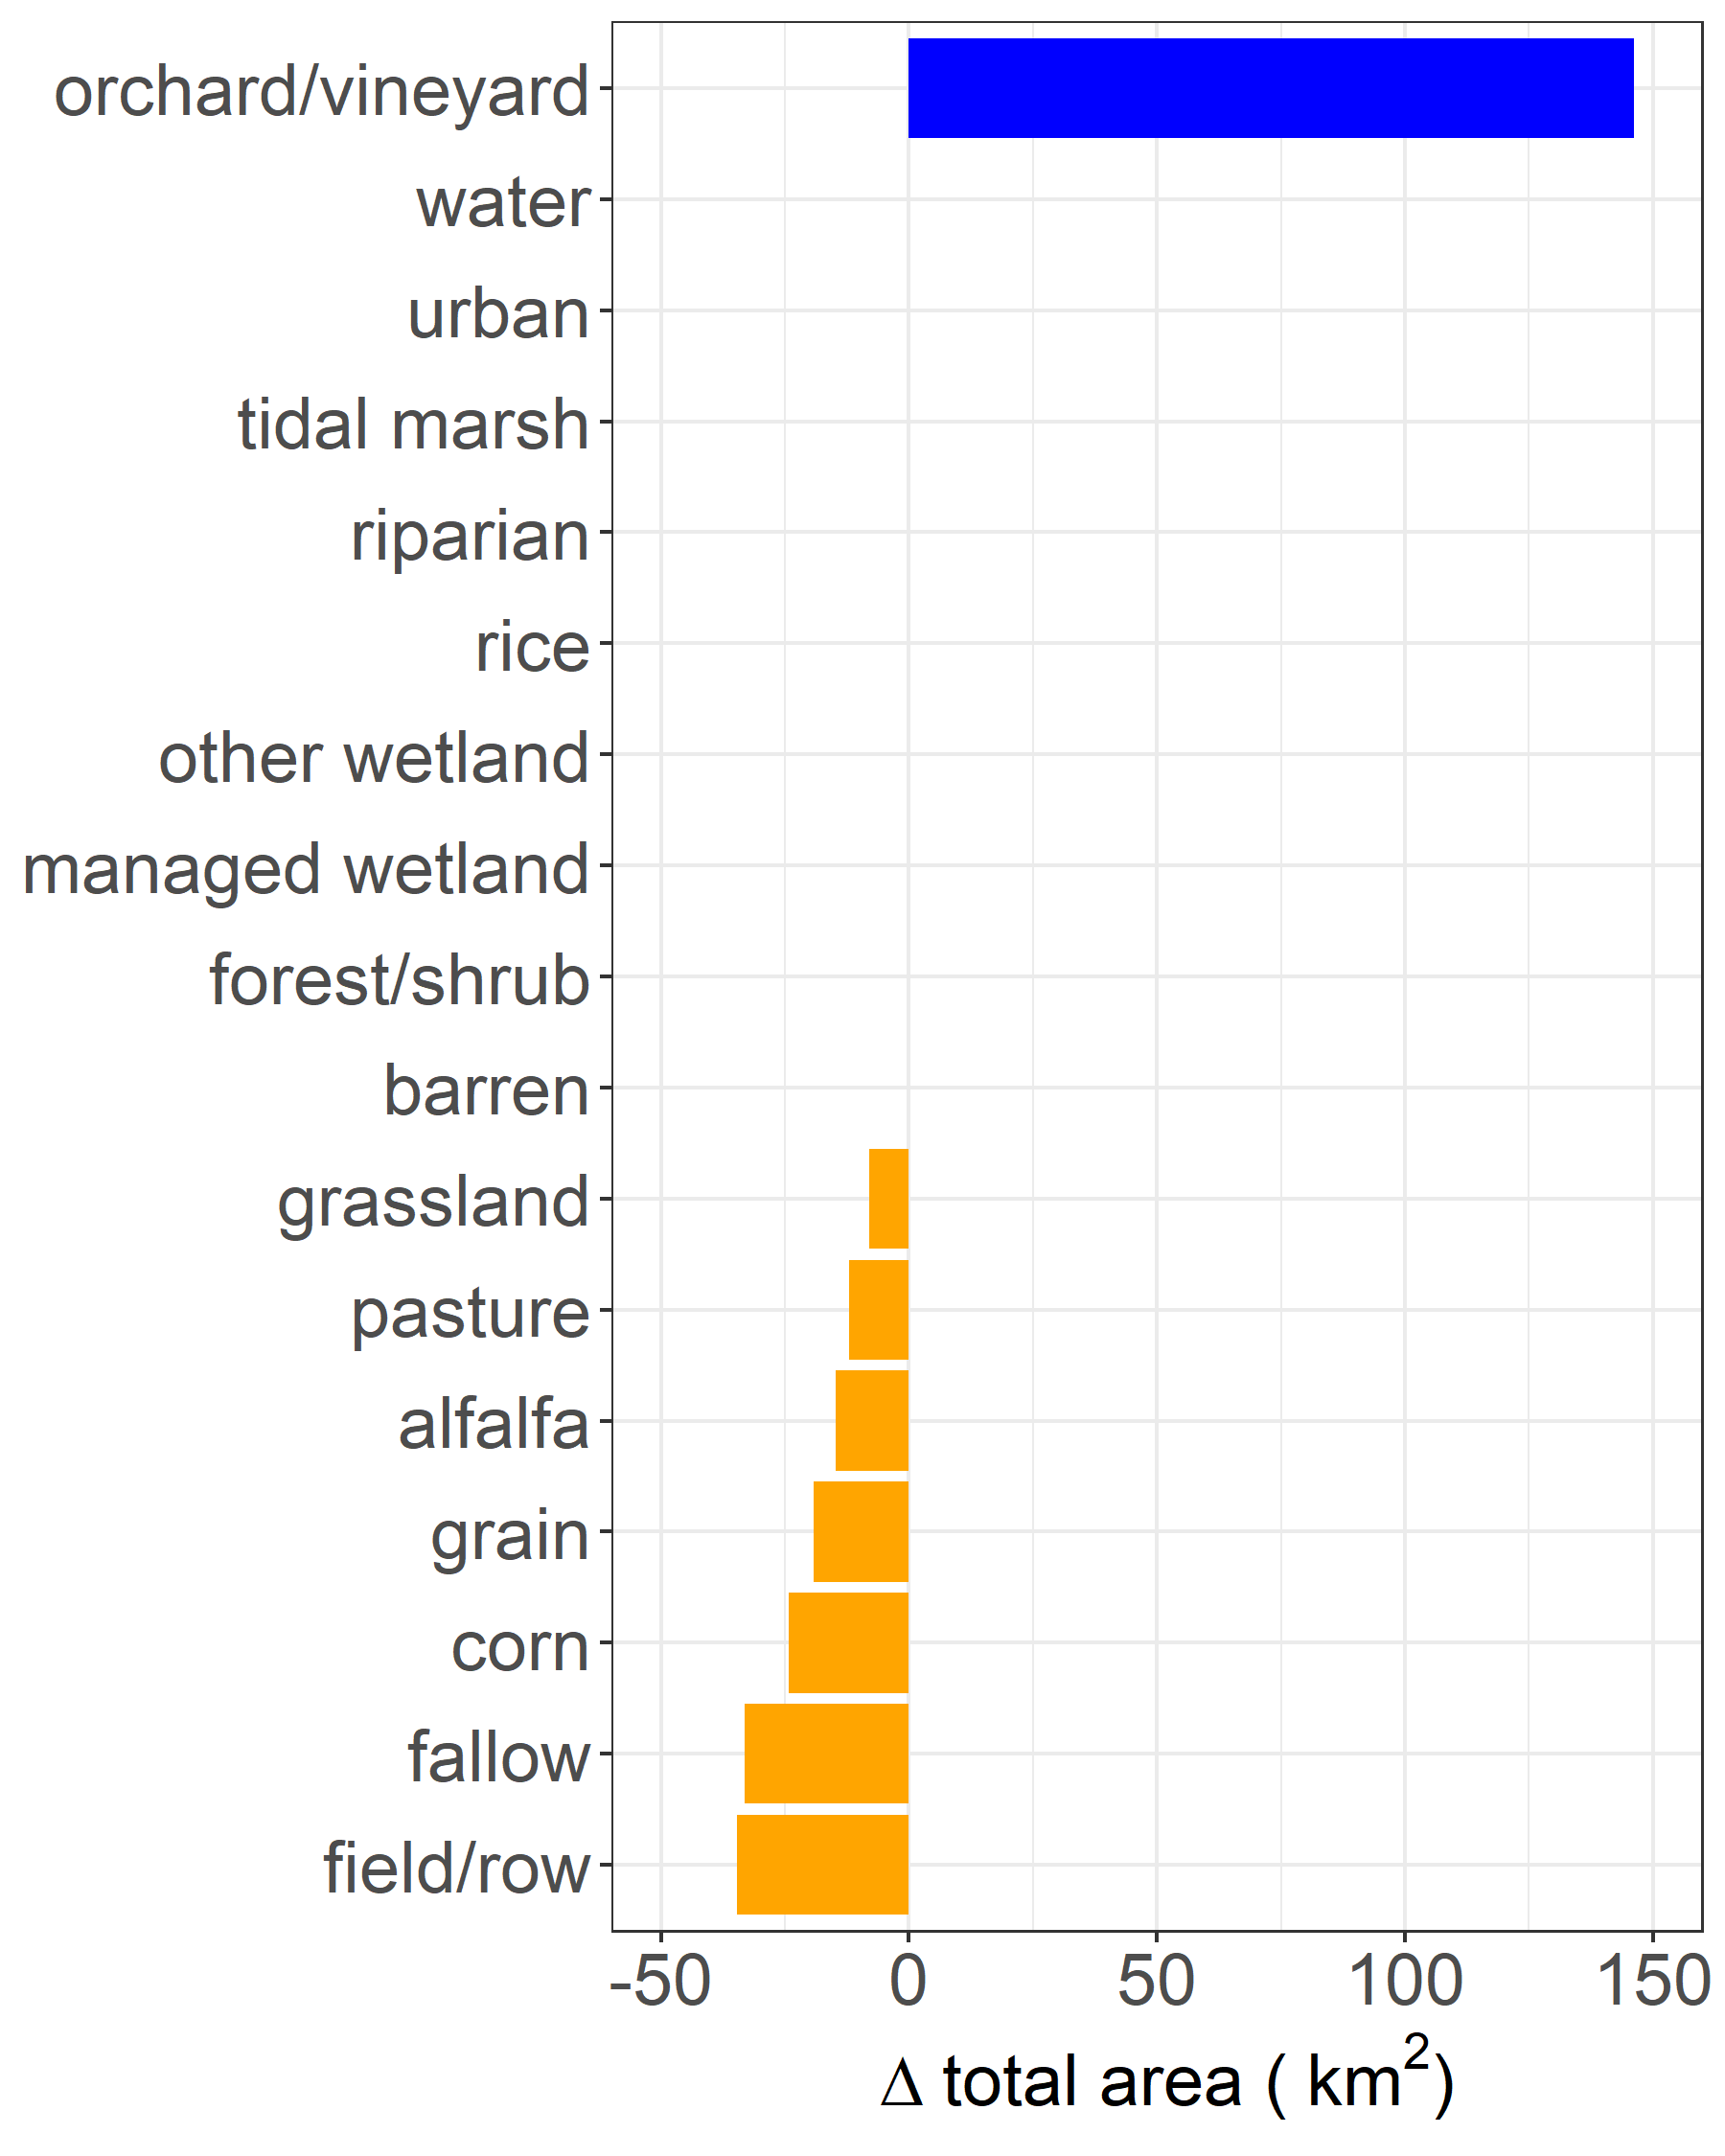 orchard/vineyard
water
urban
tidal marsh
riparian
rice
other wetland
managed wetland
forest/shrub
barren
grassland
pasture
alfalfa
grain
corn
fallow
field/row
-50 0 50 100 150
Δ total area ( km²)